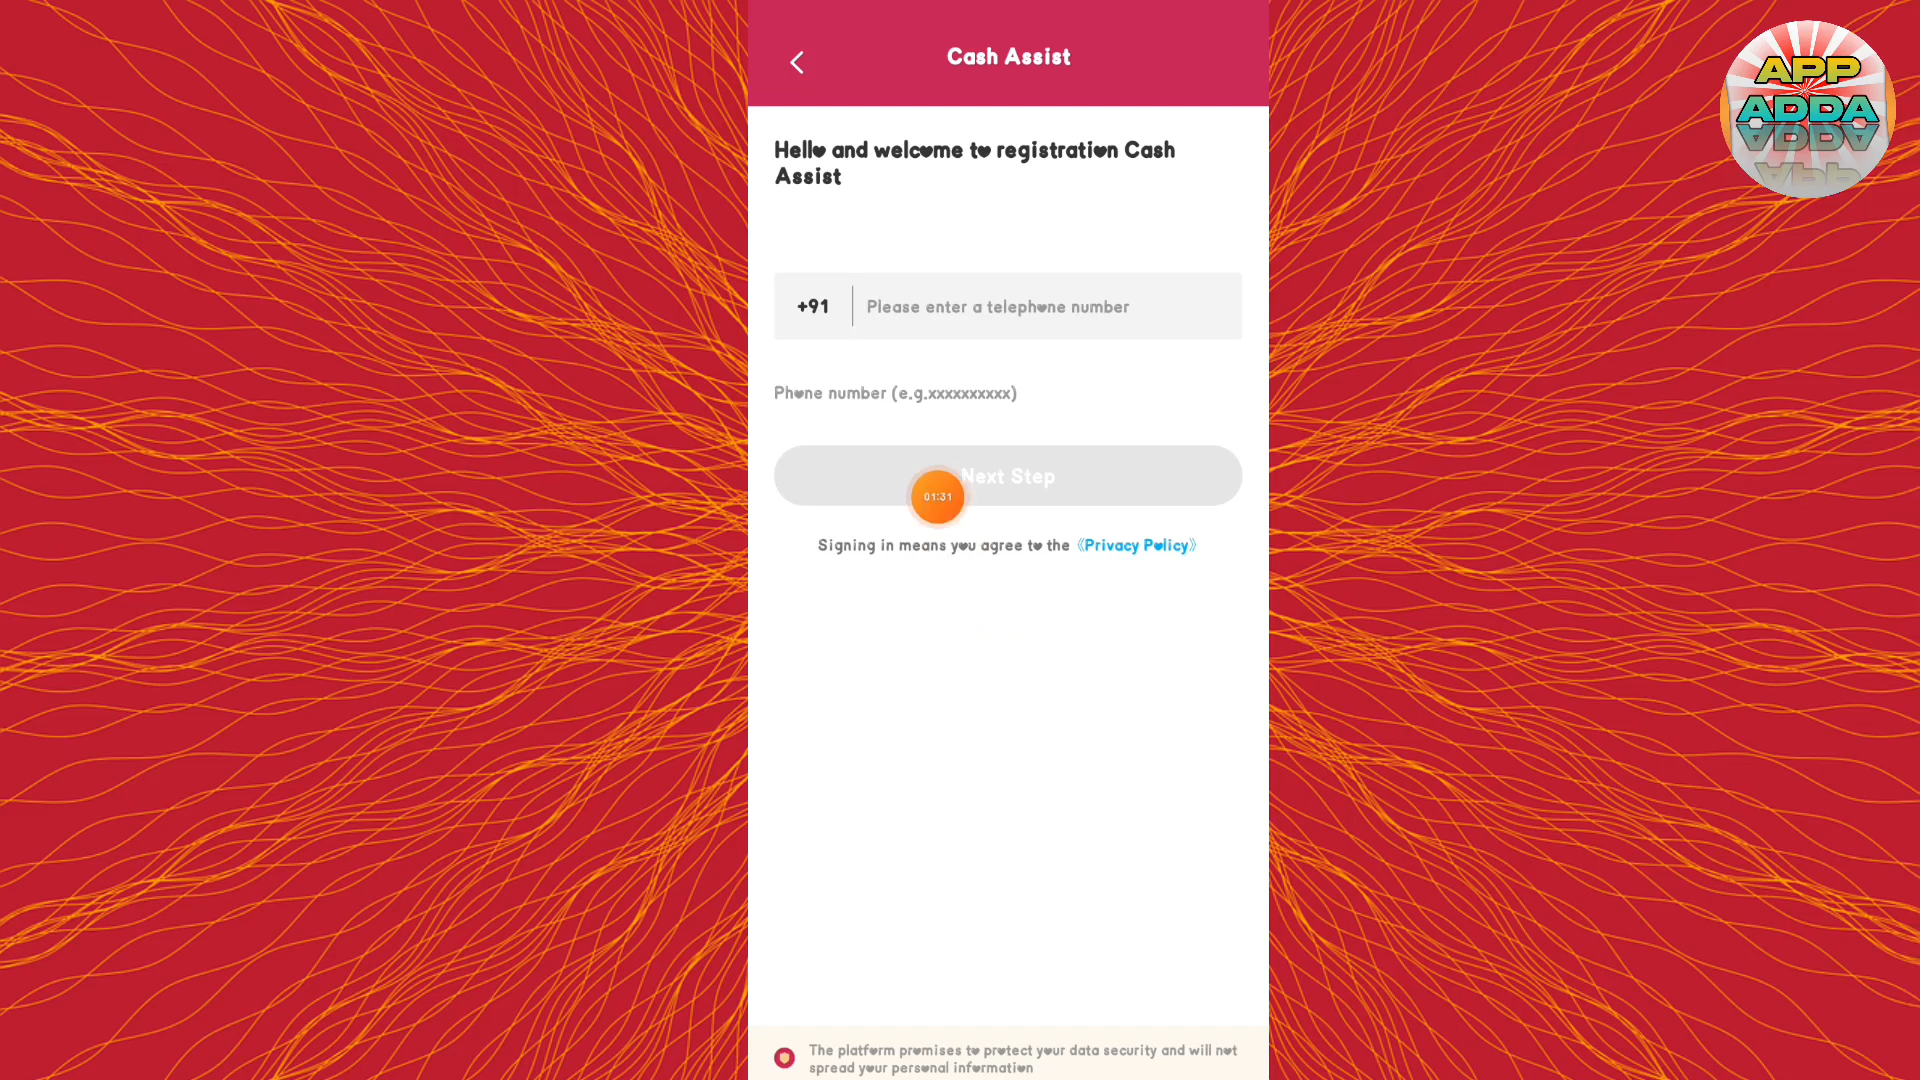 Cash Assist
APP
ADDA
Hello and welcome to registration Cash
Assist
+91
Please enter a telephone number
Phone number (e.g.xxxxxxxxxx)
Next Step
01:31
Signing in means you agree to the 《Privacy Policy》
The platform promises to protect your data security and will not
spread your personal information